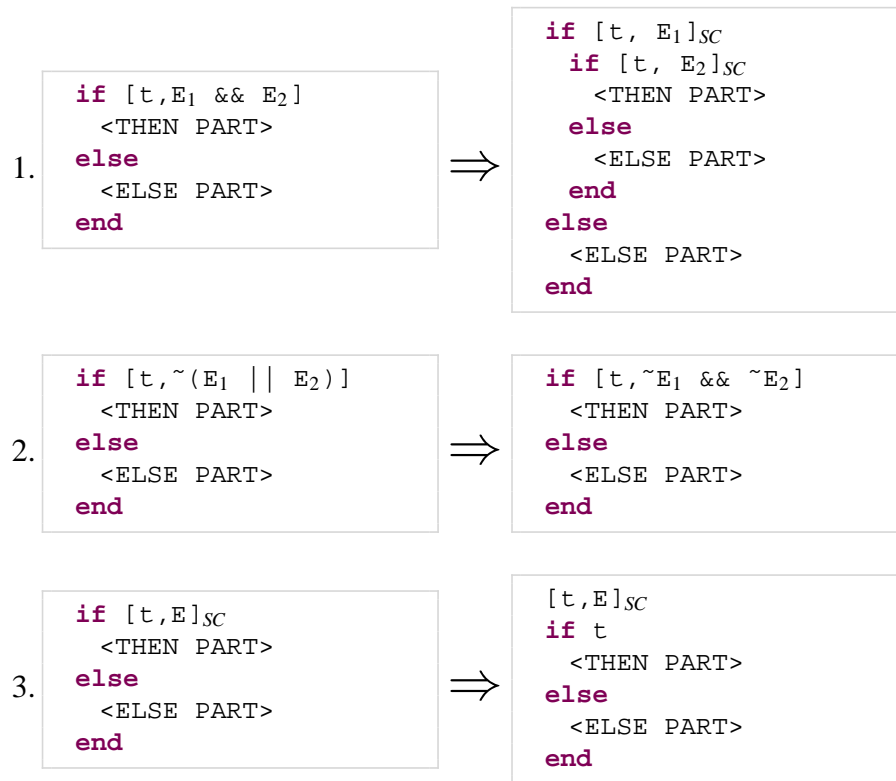 1.
if [t,E₁ && E₂]
<THEN PART>
else
<ELSE PART>
end
⇒
if [t, E₁]SC
if [t, E₂]SC
<THEN PART>
else
<ELSE PART>
end
else
<ELSE PART>
end
2.
if [t,~(E₁ || E₂)]
<THEN PART>
else
<ELSE PART>
end
⇒
if [t,~E₁ && ~E₂]
<THEN PART>
else
<ELSE PART>
end
3.
if [t,E]SC
<THEN PART>
else
<ELSE PART>
end
⇒
[t,E]SC
if t
<THEN PART>
else
<ELSE PART>
end